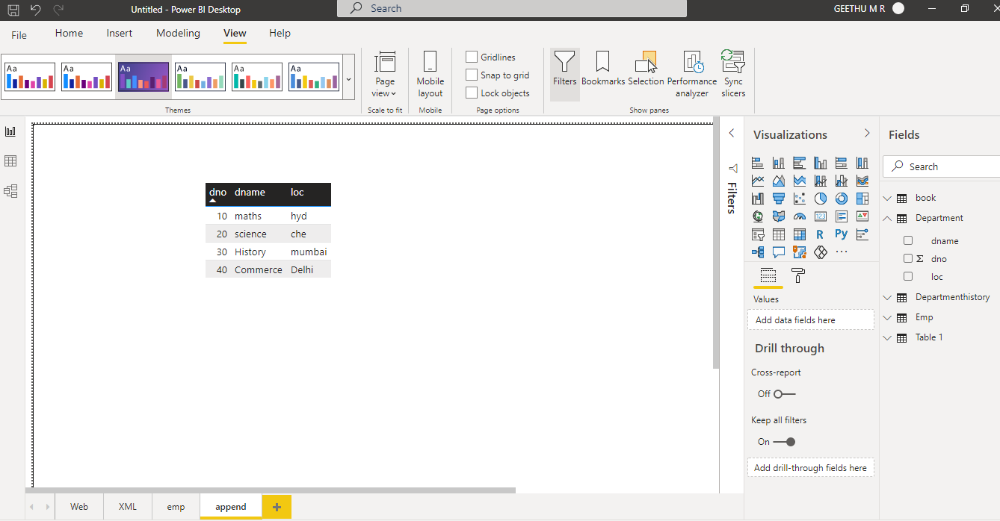 Untitled - Power BI Desktop
Search
GEETHU M R
File
Home
Insert
Modeling
View
Help
Aa
Aa
Aa
Aa
Aa
Aa
Themes
Page
view
Scale to fit
Mobile
layout
Mobile
Gridlines
Snap to grid
Lock objects
Page options
Filters
Bookmarks
Selection
Performance
analyzer
Sync
slicers
Show panes
dno dname loc
10 maths hyd
20 science che
30 History mumbai
40 Commerce Delhi
Filters
Visualizations
123
R
Py
Values
Add data fields here
Drill through
Cross-report
Off
Keep all filters
On
Add drill-through fields here
Fields
Search
book
Department
dname
Σ dno
loc
Departmenthistory
Emp
Table 1
Web
XML
emp
append
+